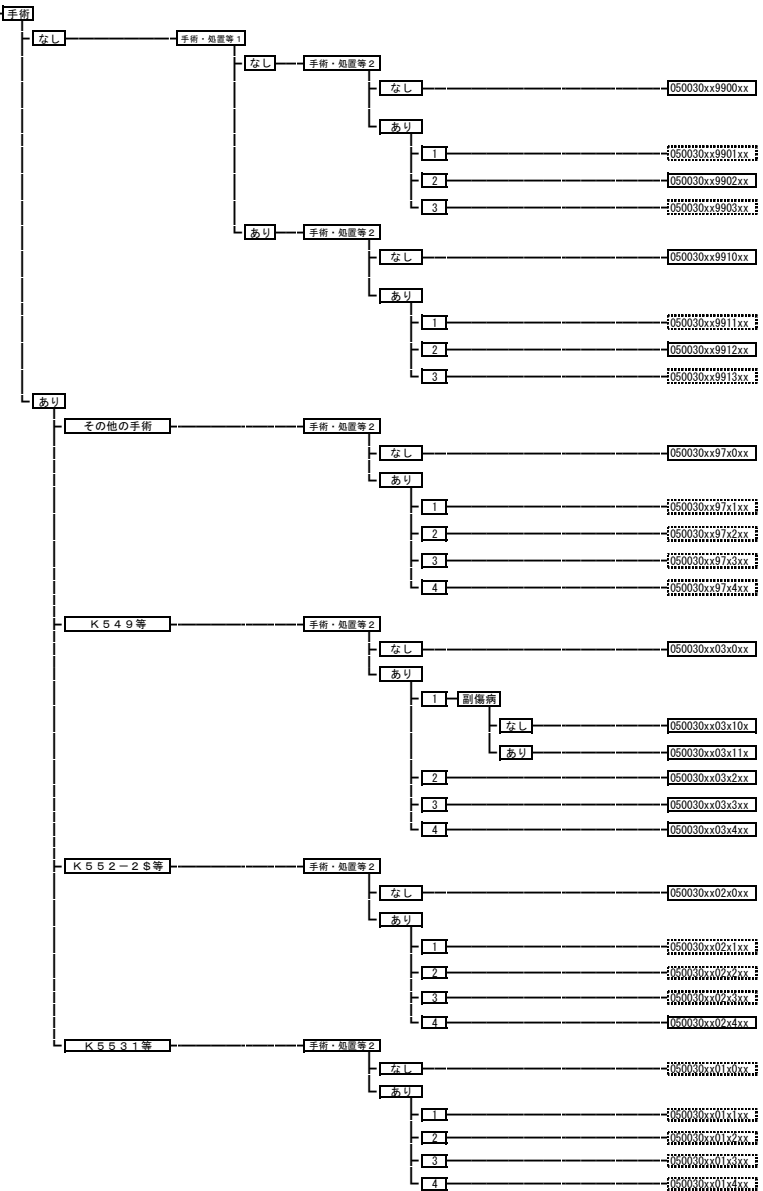 手術
なし 手術・処置等1
なし 手術・処置等2
なし 050030xx9900xx
あり
1 050030xx9901xx
2 050030xx9902xx
3 050030xx9903xx
あり 手術・処置等2
なし 050030xx9910xx
あり
1 050030xx9911xx
2 050030xx9912xx
3 050030xx9913xx
あり
その他の手術 手術・処置等2
なし 050030xx97x0xx
あり
1 050030xx97x1xx
2 050030xx97x2xx
3 050030xx97x3xx
4 050030xx97x4xx
K549等 手術・処置等2
なし 050030xx03x0xx
あり
1 副傷病
なし 050030xx03x10x
あり 050030xx03x11x
2 050030xx03x2xx
3 050030xx03x3xx
4 050030xx03x4xx
K552-2$等 手術・処置等2
なし 050030xx02x0xx
あり
1 050030xx02x1xx
2 050030xx02x2xx
3 050030xx02x3xx
4 050030xx02x4xx
K5531等 手術・処置等2
なし 050030xx01x0xx
あり
1 050030xx01x1xx
2 050030xx01x2xx
3 050030xx01x3xx
4 050030xx01x4xx